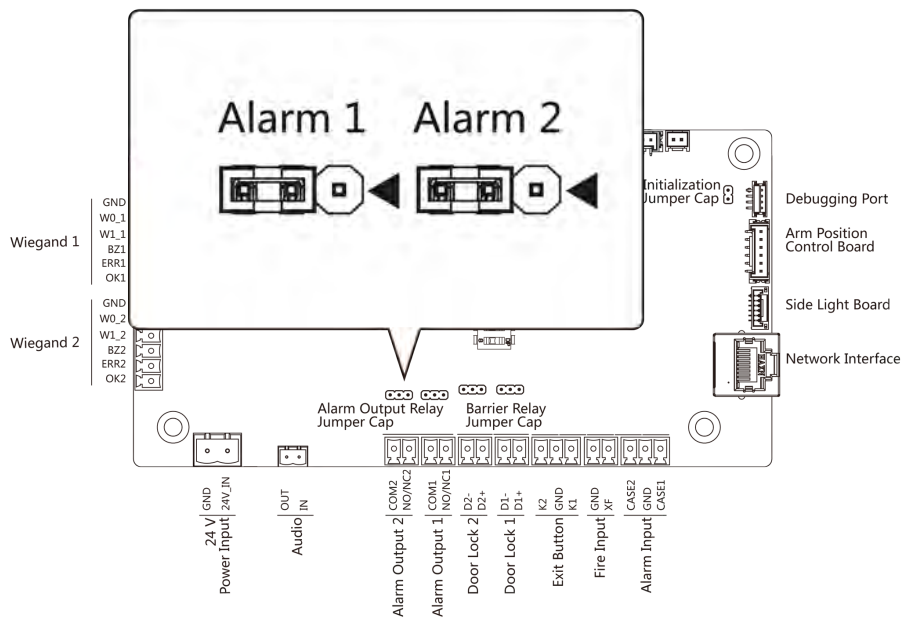 Alarm 1
Alarm 2
Initialization
Jumper Cap
Debugging Port
Arm Position
Control Board
Side Light Board
Network Interface
Wiegand 1
GND
W0_1
W1_1
BZ1
ERR1
OK1
Wiegand 2
GND
W0_2
W1_2
BZ2
ERR2
OK2
Alarm Output Relay
Jumper Cap
Barrier Relay
Jumper Cap
GND
24V_IN
24 V
Power Input
OUT
IN
Audio
COM2
NO/NC2
Alarm Output 2
COM1
NO/NC1
Alarm Output 1
D2-
D2+
Door Lock 2
D1-
D1+
Door Lock 1
K2
GND
K1
Exit Button
GND
XF
Fire Input
CASE2
GND
CASE1
Alarm Input